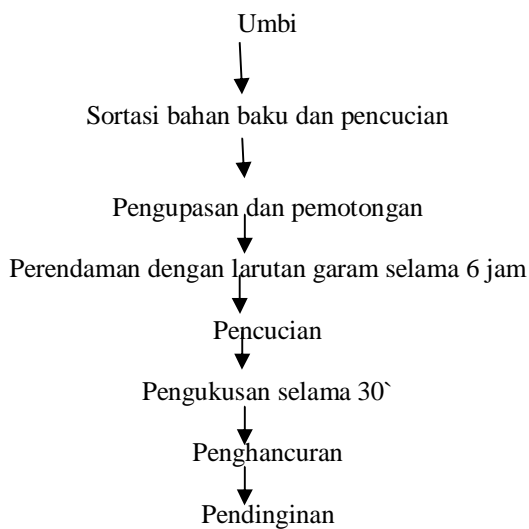 Umbi
Sortasi bahan baku dan pencucian
Pengupasan dan pemotongan
Perendaman dengan larutan garam selama 6 jam
Pencucian
Pengukusan selama 30`
Penghancuran
Pendinginan